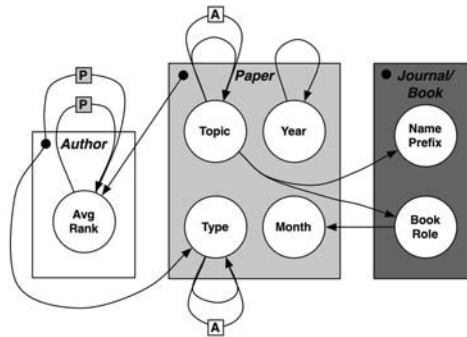 A
P
P
Paper
Journal/
Book
Author
Topic
Year
Name
Prefix
Avg
Rank
Type
Month
Book
Role
A